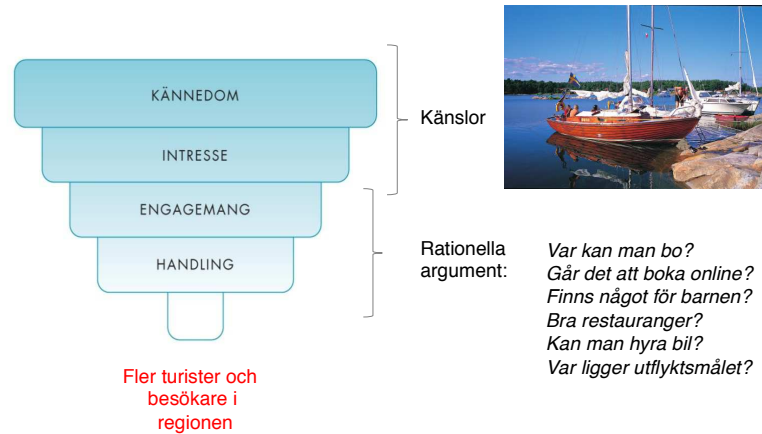 KÄNNEDOM
INTRESSE
ENGAGEMANG
HANDLING
Fler turister och
besökare i
regionen
Känslor
Rationella
argument:
Var kan man bo?
Går det att boka online?
Finns något för barnen?
Bra restauranger?
Kan man hyra bil?
Var ligger utflyktsmålet?